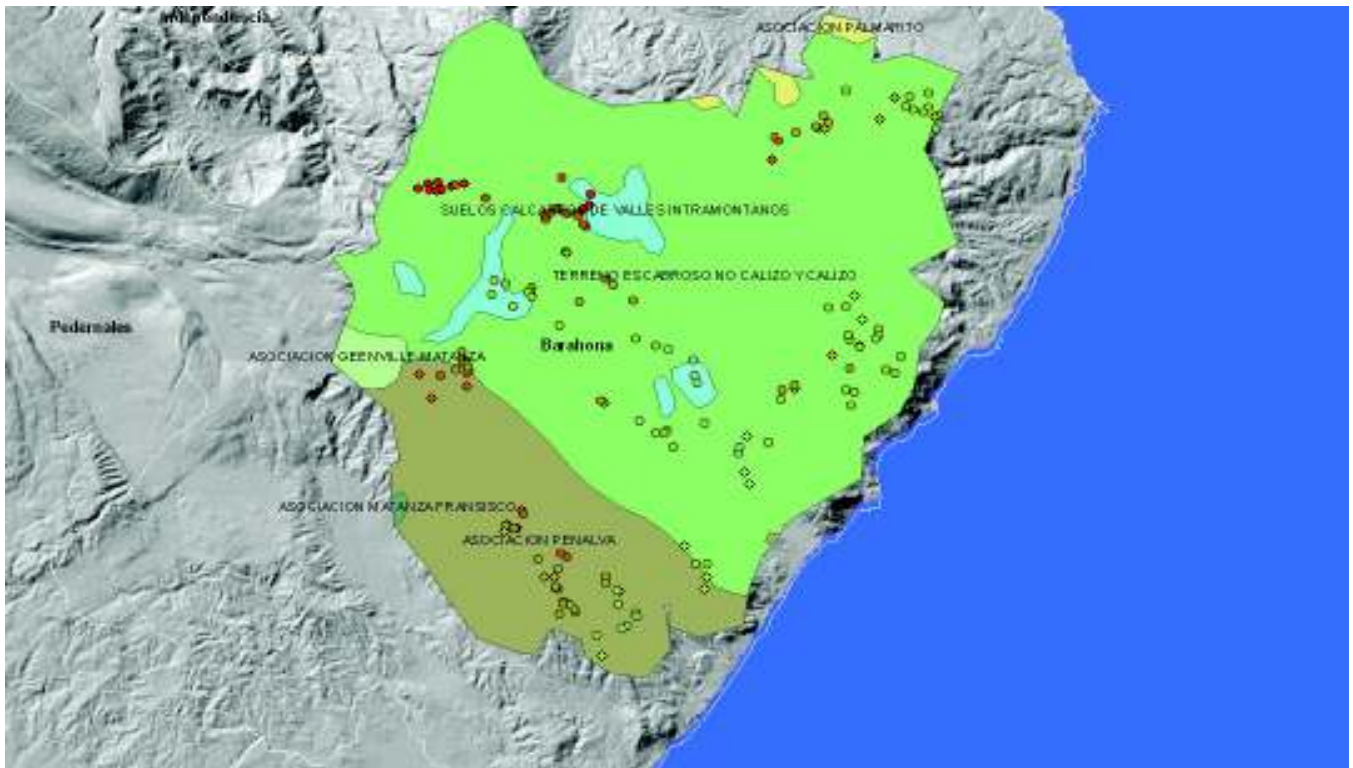 Independencia
ASOCIACION PALMARITO
SUELOS CALCAREOS DE VALLES INTRAMONTANOS
TERRENO ESCABROSO NO CALIZO Y CALIZO
Pedernales
Barahona
ASOCIACION GEENVILLE MATANZA
ASOCIACION MATANZA FRANSISCO
ASOCIACION PENALVA